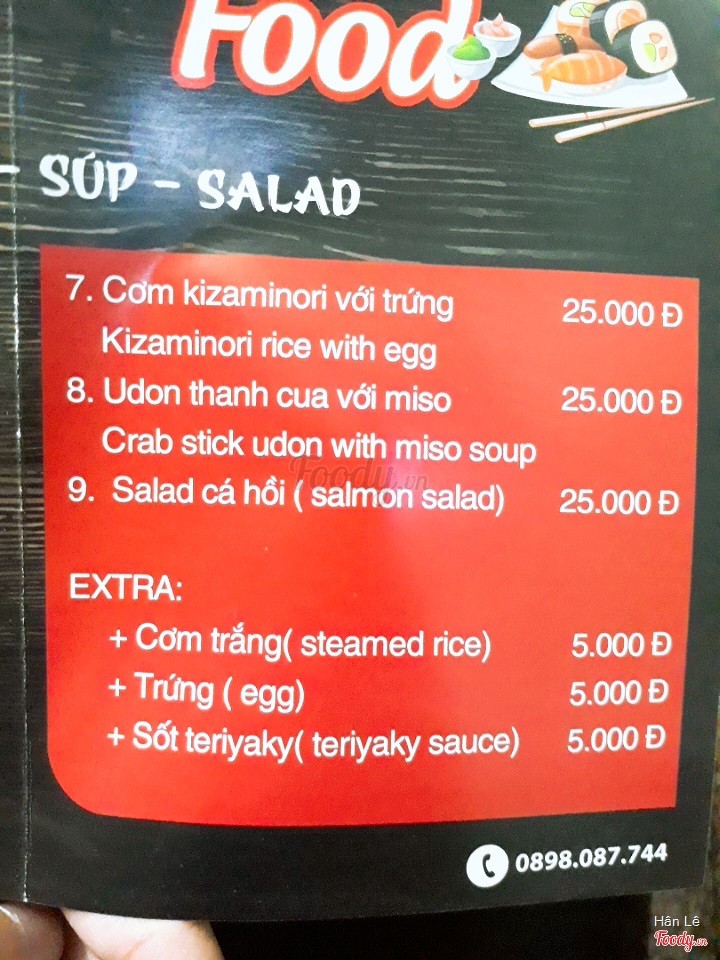 Food
- SÚP - SALAD
7. Cơm kizaminori với trứng 25.000 Đ
Kizaminori rice with egg
8. Udon thanh cua với miso 25.000 Đ
Crab stick udon with miso soup
Foody.vn
9. Salad cá hồi ( salmon salad) 25.000 Đ
EXTRA:
+ Cơm trắng( steamed rice) 5.000 Đ
+ Trứng ( egg) 5.000 Đ
+ Sốt teriyaky( teriyaky sauce) 5.000 Đ
0898.087.744
Hân Lê
Foody.vn